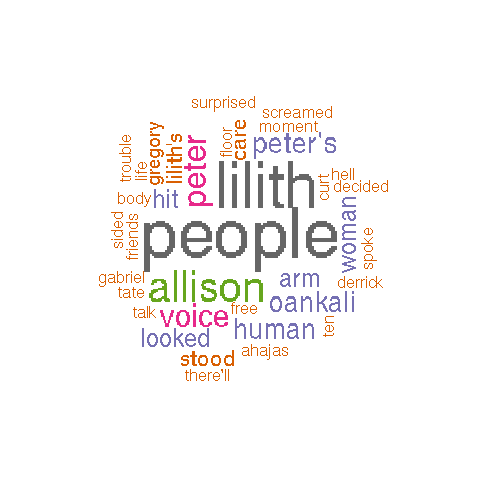 surprised
screamed
moment
peter's
care
floor
peter
lilith's
gregory
life
trouble
hit
body
lilith
curt
hell
decided
woman
people
sided
friends
spoke
gabriel
allison
arm
derrick
tate
oankali
talk
voice
free
human
ten
looked
ahajas
stood
there'll